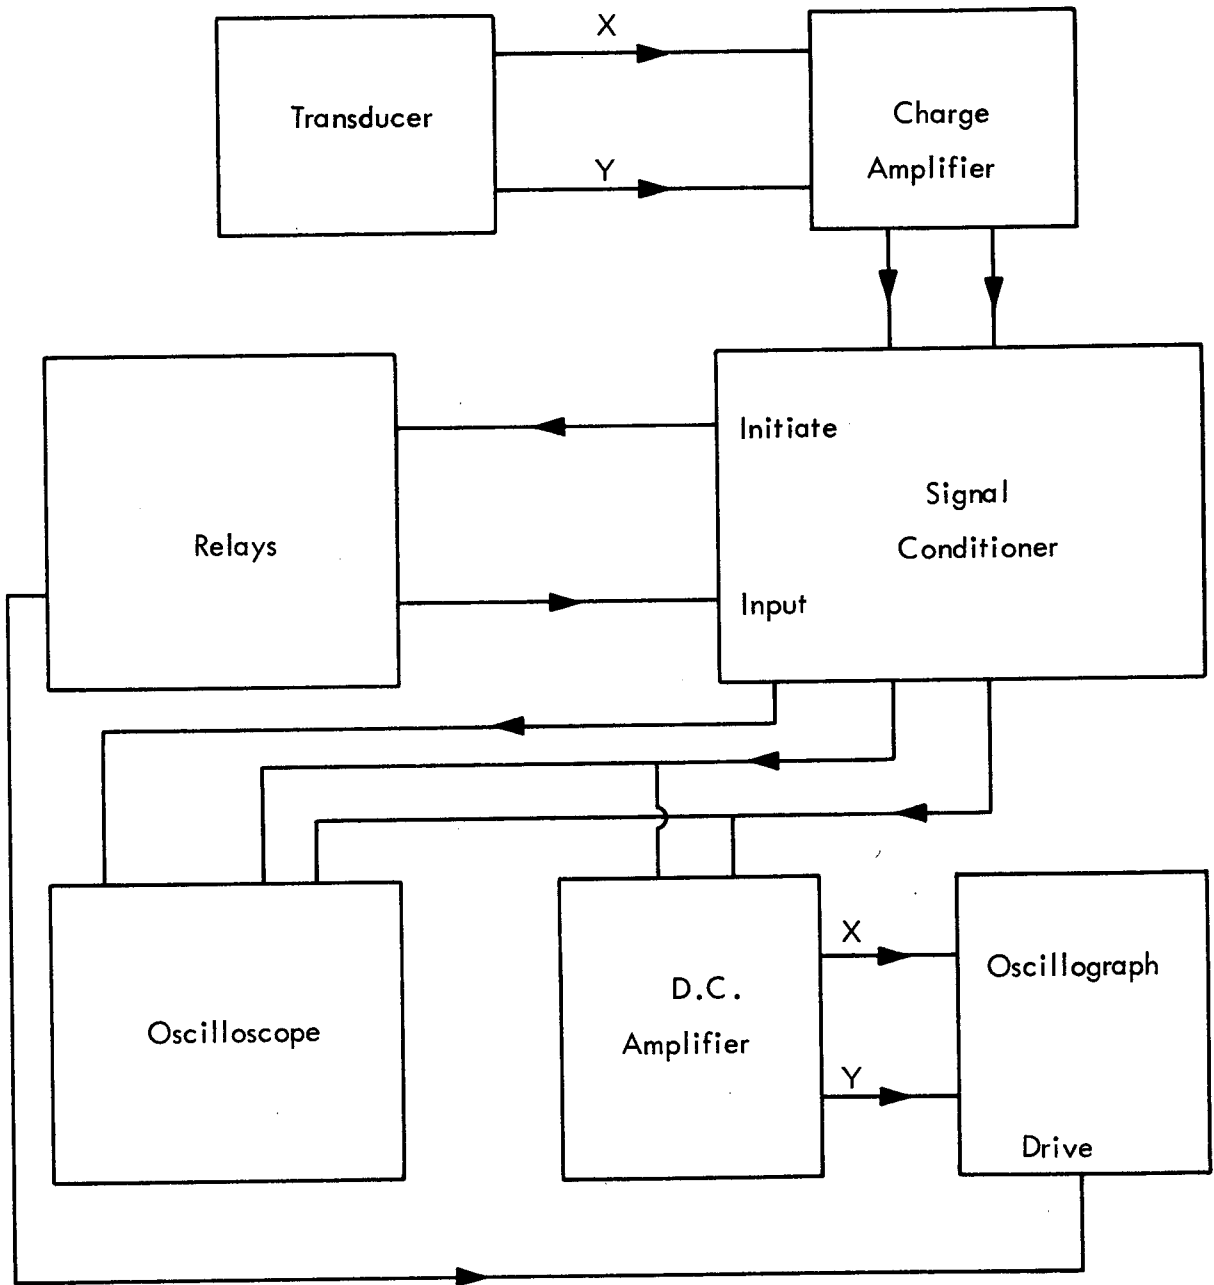 X
Transducer
Y
Charge
Amplifier
Initiate
Signal
Conditioner
Relays
Input
Oscilloscope
D.C.
Amplifier
X
Y
Oscillograph
Drive